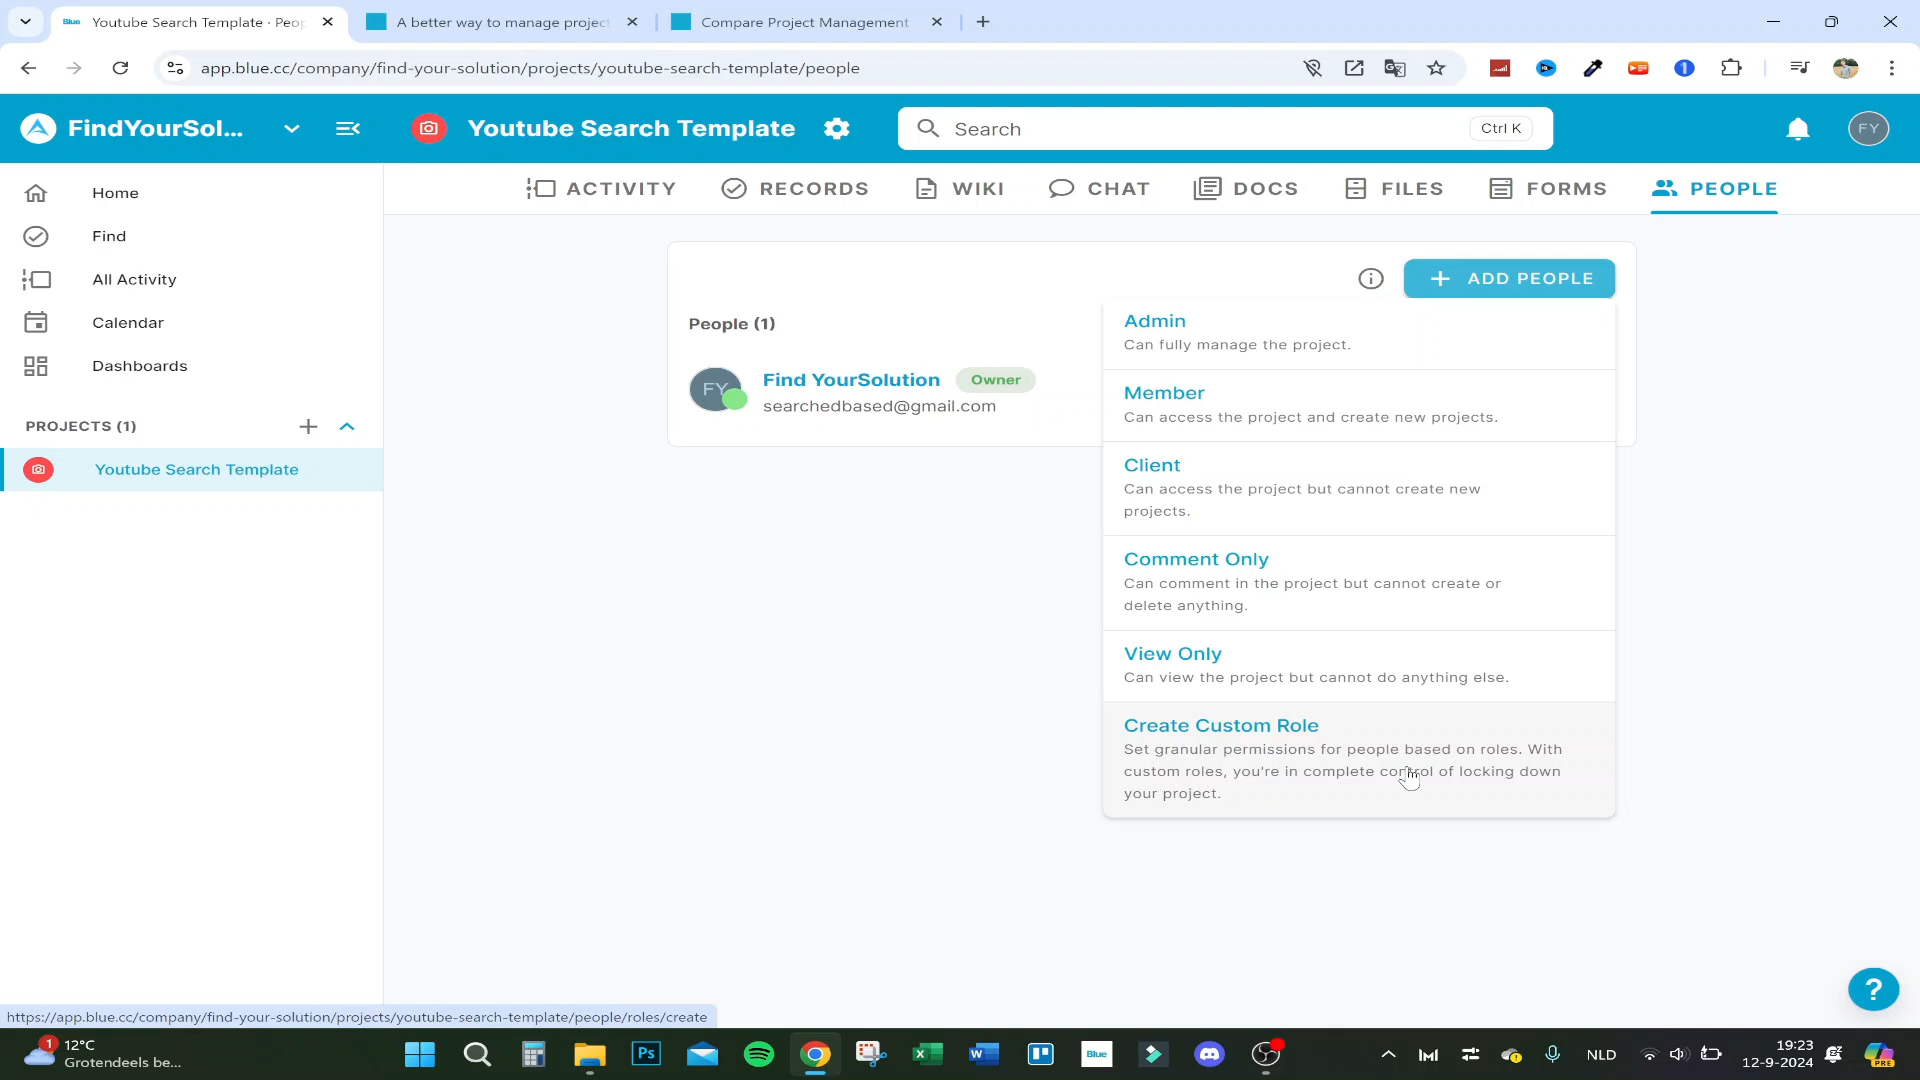 Blue
Youtube Search Template · Peop
A better way to manage project
Compare Project Management
app.blue.cc/company/find-your-solution/projects/youtube-search-template/people
FindYourSol...
Youtube Search Template
Search
Ctrl K
FY
Home
Find
All Activity
Calendar
Dashboards
PROJECTS (1)
Youtube Search Template
ACTIVITY
RECORDS
WIKI
CHAT
DOCS
FILES
FORMS
PEOPLE
ADD PEOPLE
People (1)
FY
Find YourSolution
Owner
searchedbased@gmail.com
Admin
Can fully manage the project.
Member
Can access the project and create new projects.
Client
Can access the project but cannot create new
projects.
Comment Only
Can comment in the project but cannot create or
delete anything.
View Only
Can view the project but cannot do anything else.
Create Custom Role
Set granular permissions for people based on roles. With
custom roles, you're in complete control of locking down
your project.
?
https://app.blue.cc/company/find-your-solution/projects/youtube-search-template/people/roles/create
1
12°C
Grotendeels be...
Ps
Blue
NLD
19:23
12-9-2024
PRE